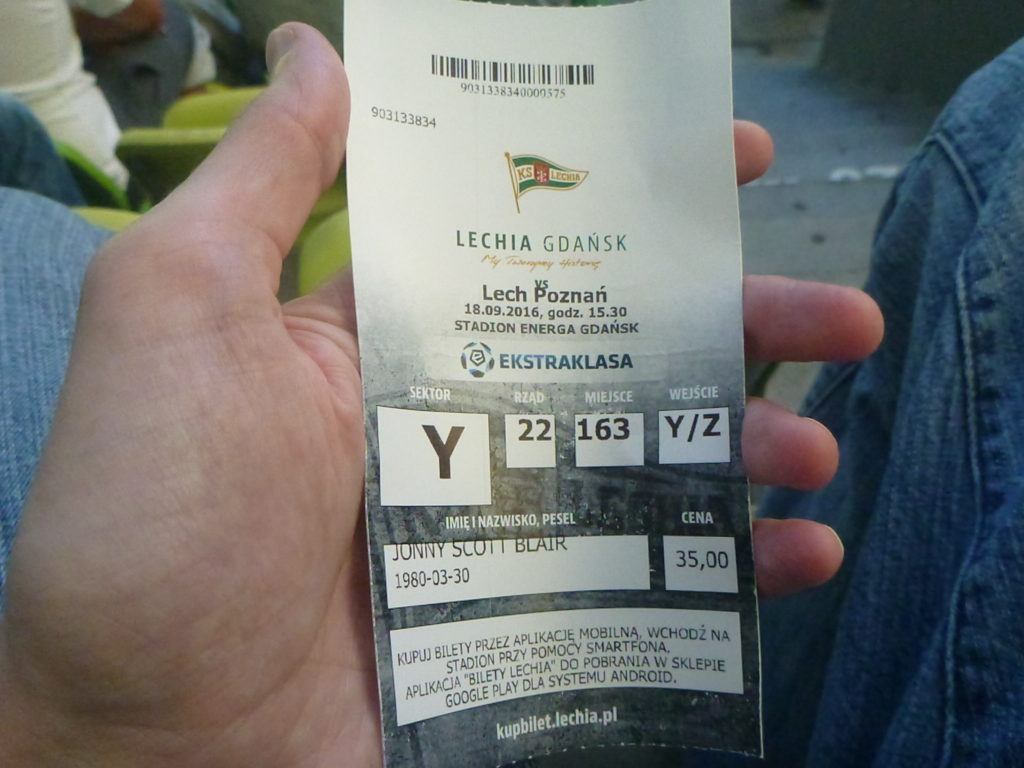 9031338340000575
903133834
KS LECHIA
LECHIA GDAŃSK
My Tworzymy Historię
vs
Lech Poznań
18.09.2016, godz. 15.30
STADION ENERGA GDAŃSK
EKSTRAKLASA
SEKTOR RZĄD MIEJSCE WEJŚCIE
Y 22 163 Y/Z
IMIĘ I NAZWISKO, PESEL CENA
JONNY SCOTT BLAIR
1980-03-30 35,00
KUPUJ BILETY PRZEZ APLIKACJĘ MOBILNĄ, WCHODŹ NA
STADION PRZY POMOCY SMARTFONA.
APLIKACJA "BILETY LECHIA" DO POBRANIA W SKLEPIE
GOOGLE PLAY DLA SYSTEMU ANDROID.
kupbilet.lechia.pl